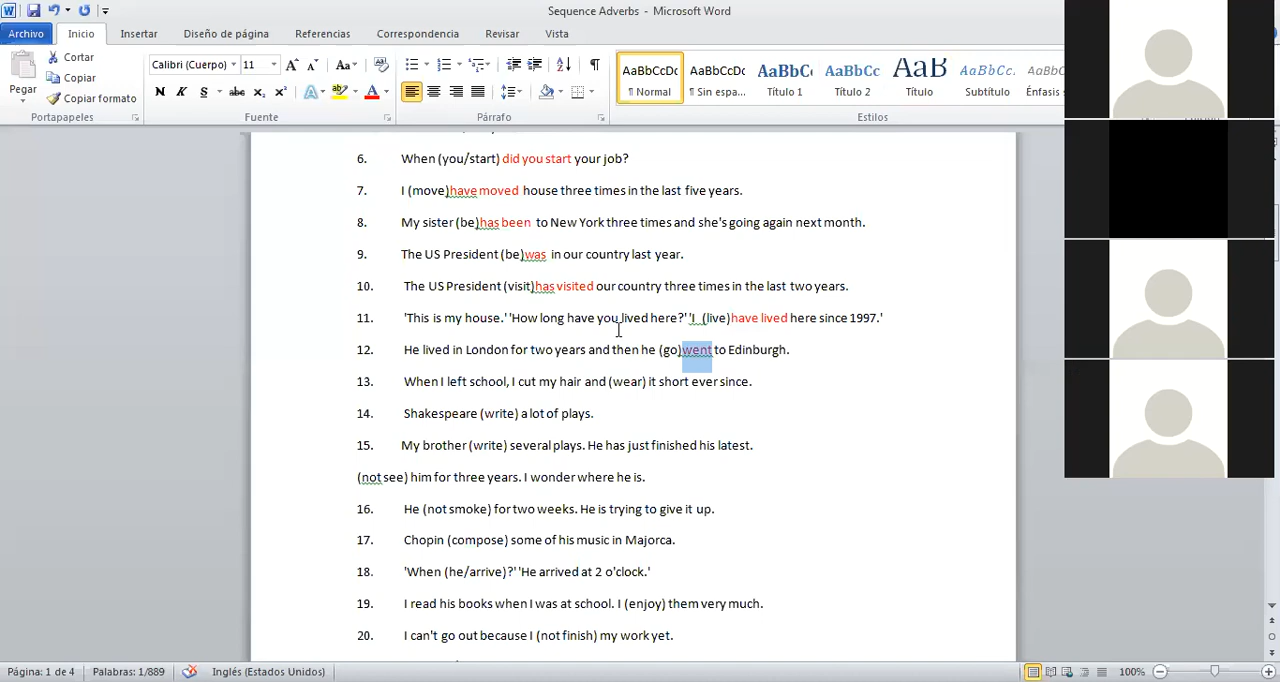 Sequence Adverbs - Microsoft Word
Archivo Inicio Insertar Diseño de página Referencias Correspondencia Revisar Vista
Pegar
Cortar
Copiar
Copiar formato
Portapapeles
Calibri (Cuerpo) 11
N K S abc x₂ x²
Fuente
Párrafo
AaBbCcDc AaBbCcDc AaBbC AaBbCc AaB AaBbCc AaBbC
¶ Normal ¶ Sin espa... Título 1 Título 2 Título Subtítulo Énfasis
Estilos
6. When (you/start) did you start your job?
7. I (move)have moved house three times in the last five years.
8. My sister (be)has been to New York three times and she's going again next month.
9. The US President (be)was in our country last year.
10. The US President (visit)has visited our country three times in the last two years.
11. 'This is my house.' 'How long have you lived here?' 'I (live)have lived here since 1997.'
12. He lived in London for two years and then he (go)went to Edinburgh.
13. When I left school, I cut my hair and (wear) it short ever since.
14. Shakespeare (write) a lot of plays.
15. My brother (write) several plays. He has just finished his latest.
(not see) him for three years. I wonder where he is.
16. He (not smoke) for two weeks. He is trying to give it up.
17. Chopin (compose) some of his music in Majorca.
18. 'When (he/arrive)?' 'He arrived at 2 o'clock.'
19. I read his books when I was at school. I (enjoy) them very much.
20. I can't go out because I (not finish) my work yet.
Página: 1 de 4 Palabras: 1/889 Inglés (Estados Unidos) 100%